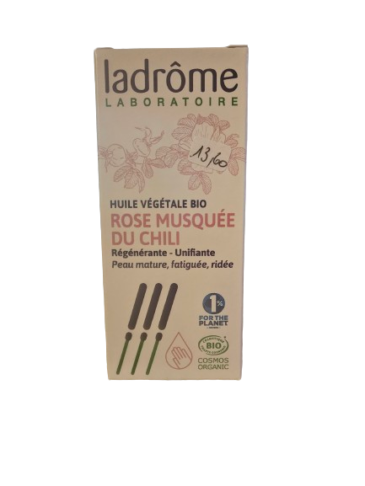 ladrôme
LABORATOIRE
13/60
HUILE VÉGÉTALE BIO
ROSE MUSQUÉE
DU CHILI
Régénérante - Unifiante
Peau mature, fatiguée, ridée
1%
FOR THE
PLANET
BIO
COSMOS
ORGANIC